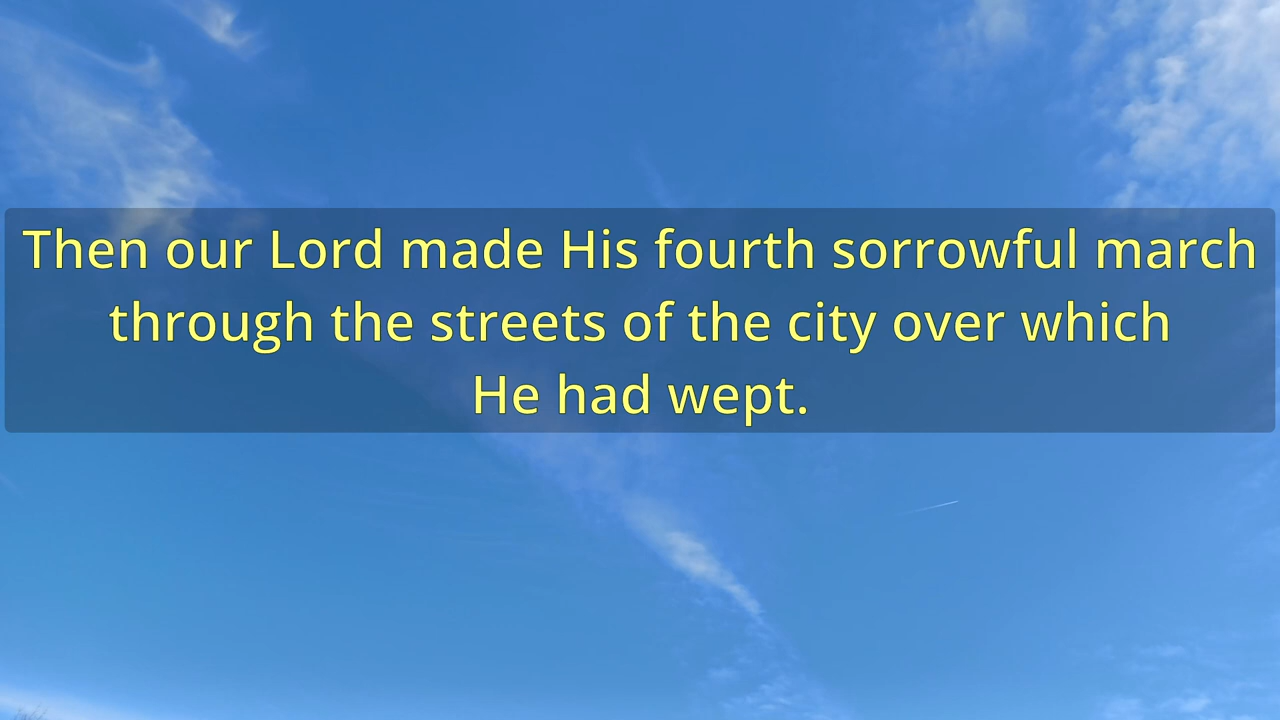 Then our Lord made His fourth sorrowful march
through the streets of the city over which
He had wept.